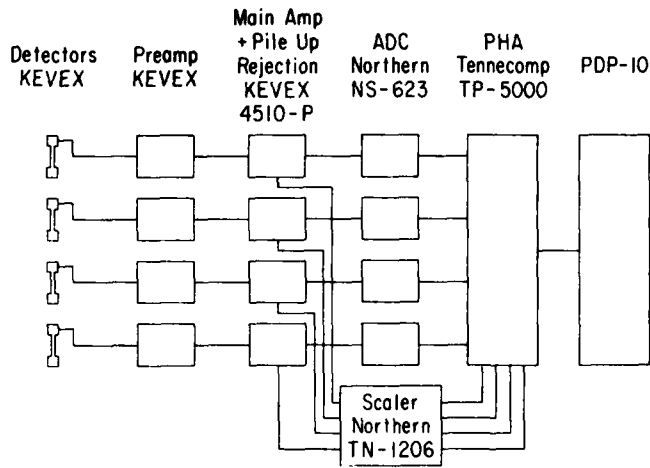 Detectors
KEVEX
Preamp
KEVEX
Main Amp
+ Pile Up
Rejection
KEVEX
4510-P
ADC
Northern
NS-623
PHA
Tennecomp
TP-5000
PDP-10
Scaler
Northern
TN-1206